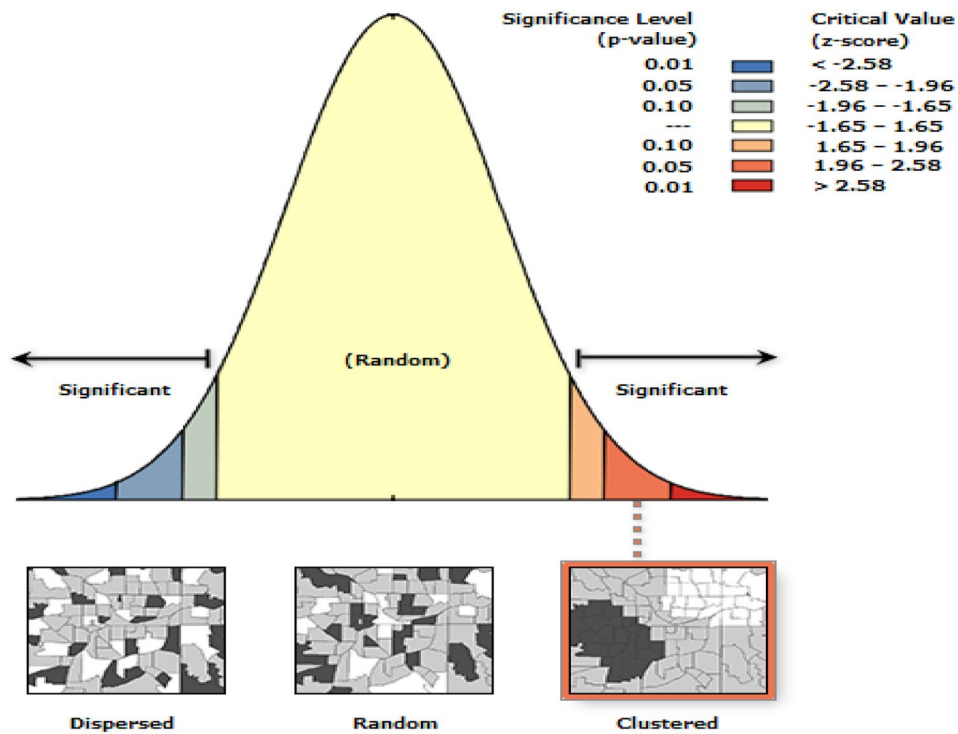 Significance Level Critical Value
(p-value) (z-score)
0.01 < -2.58
0.05 -2.58 – -1.96
0.10 -1.96 – -1.65
--- -1.65 – 1.65
0.10 1.65 – 1.96
0.05 1.96 – 2.58
0.01 > 2.58
(Random)
Significant Significant
Dispersed Random Clustered